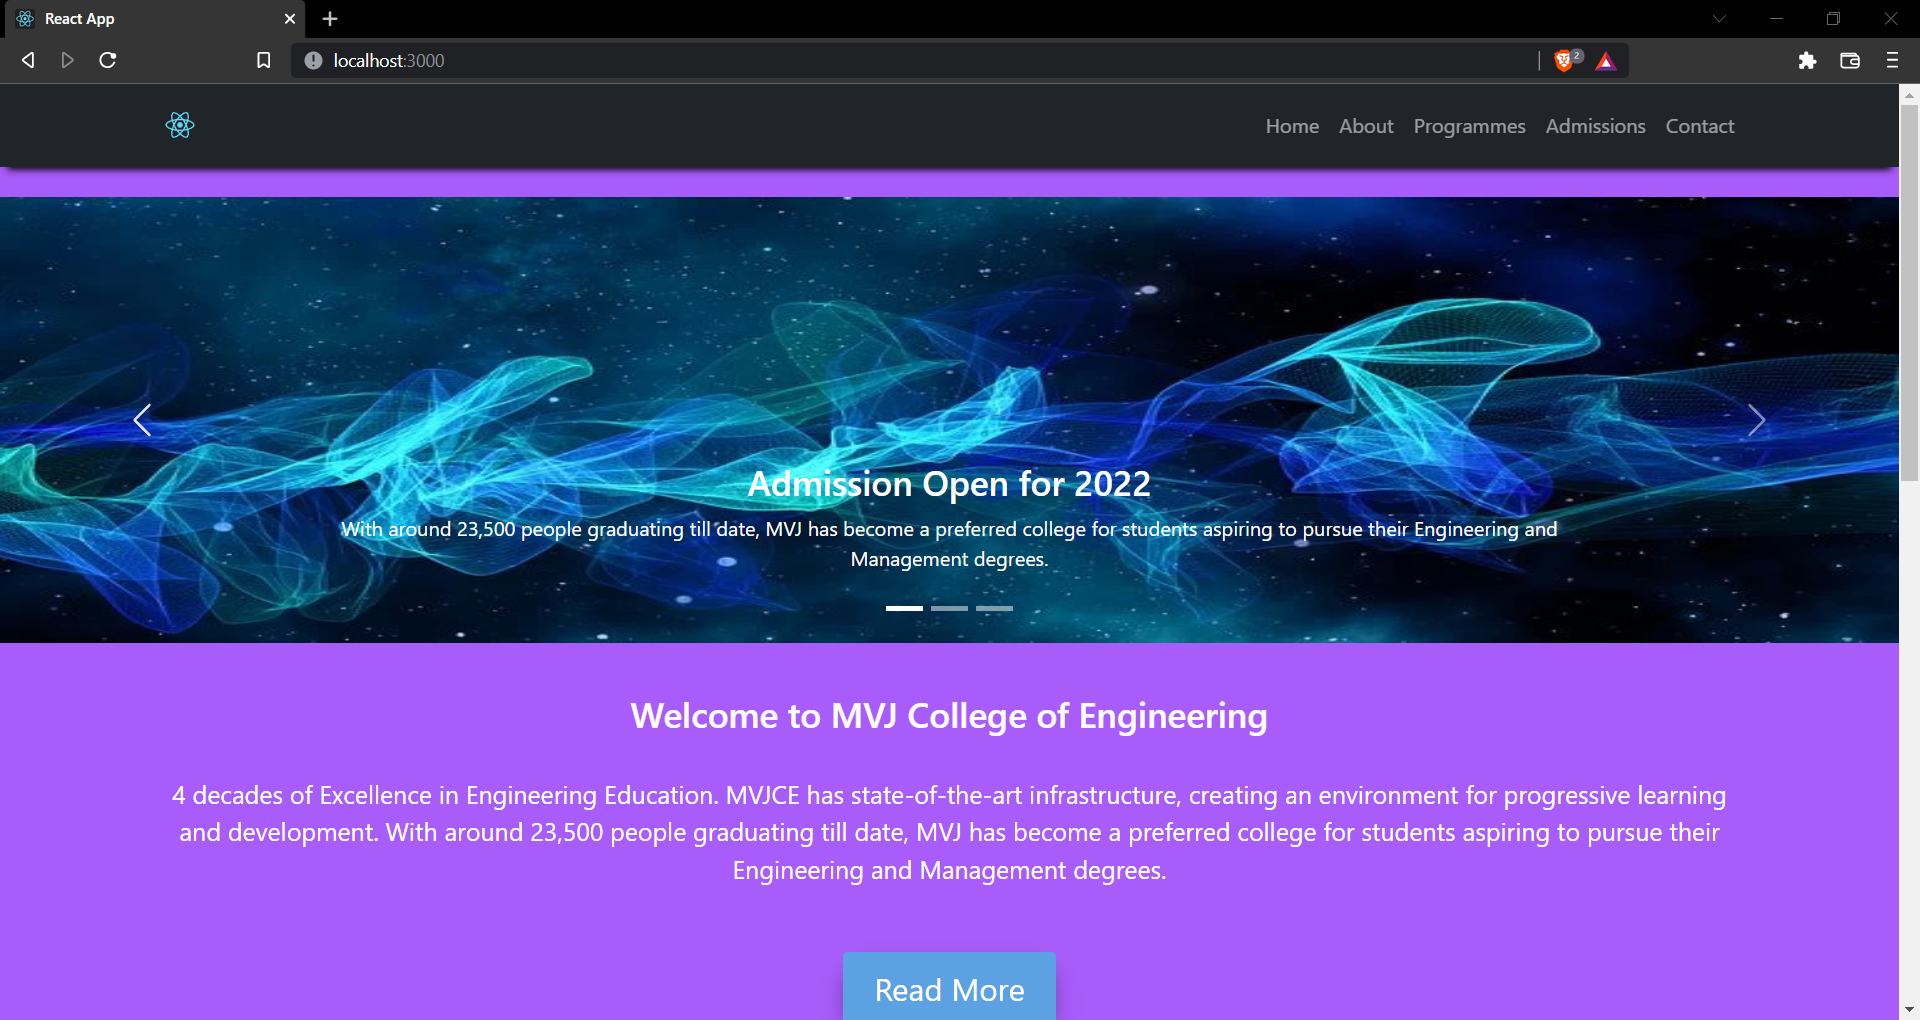 React App
localhost:3000
2
Home About Programmes Admissions Contact
Admission Open for 2022
With around 23,500 people graduating till date, MVJ has become a preferred college for students aspiring to pursue their Engineering and
Management degrees.
Welcome to MVJ College of Engineering
4 decades of Excellence in Engineering Education. MVJCE has state-of-the-art infrastructure, creating an environment for progressive learning
and development. With around 23,500 people graduating till date, MVJ has become a preferred college for students aspiring to pursue their
Engineering and Management degrees.
Read More